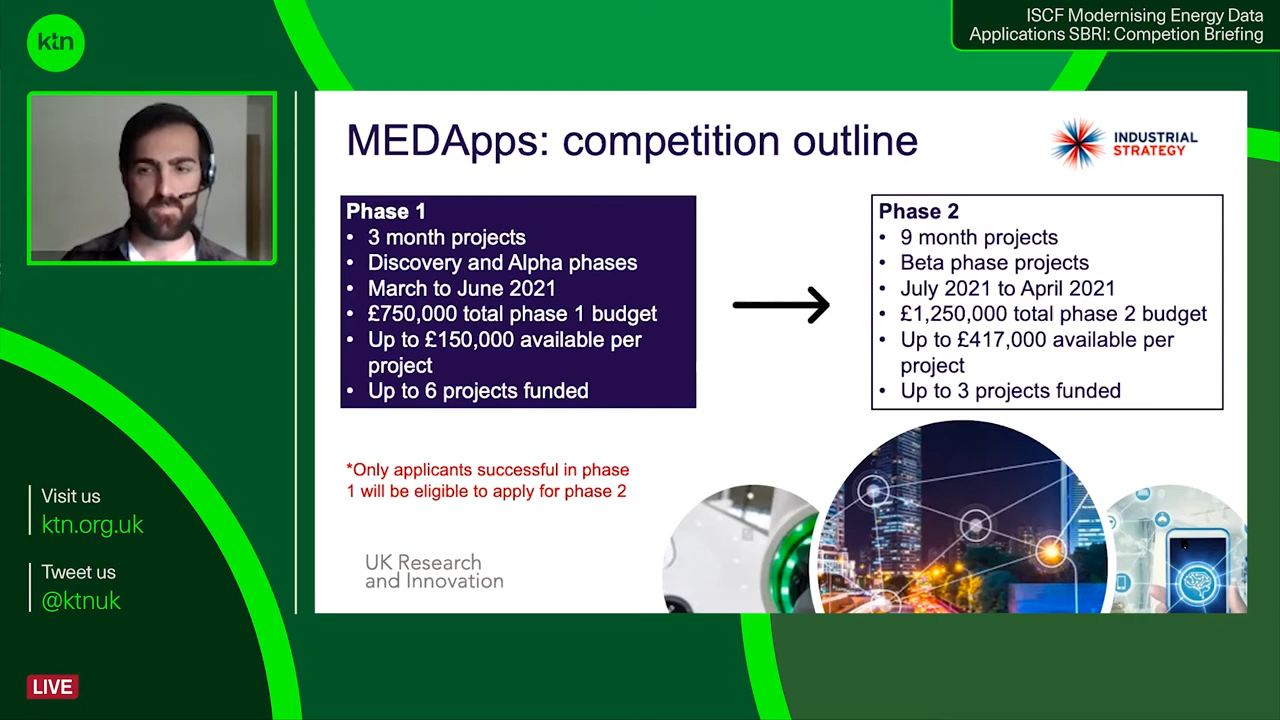 ktn
ISCF Modernising Energy Data
Applications SBRI: Competion Briefing
MEDApps: competition outline
INDUSTRIAL
STRATEGY
Phase 1
• 3 month projects
• Discovery and Alpha phases
• March to June 2021
• £750,000 total phase 1 budget
• Up to £150,000 available per
project
• Up to 6 projects funded
Phase 2
• 9 month projects
• Beta phase projects
• July 2021 to April 2021
• £1,250,000 total phase 2 budget
• Up to £417,000 available per
project
• Up to 3 projects funded
*Only applicants successful in phase
1 will be eligible to apply for phase 2
UK Research
and Innovation
Visit us
ktn.org.uk
Tweet us
@ktnuk
LIVE